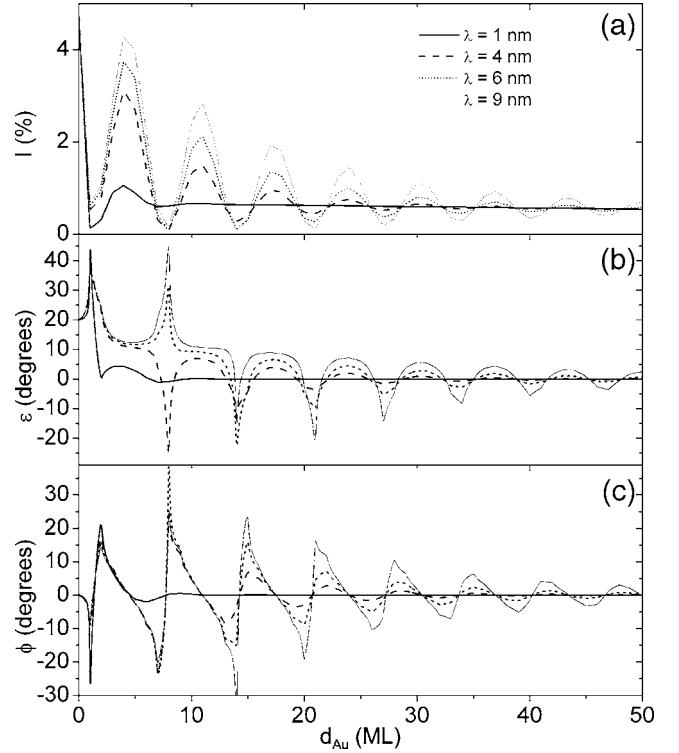 (a)
4
2
0
I (%)
λ = 1 nm
λ = 4 nm
λ = 6 nm
λ = 9 nm
(b)
40
30
20
10
0
-10
-20
ε (degrees)
(c)
30
20
10
0
-10
-20
-30
ϕ (degrees)
0 10 20 30 40 50
d_Au (ML)